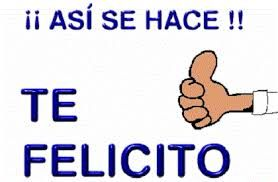 ¡¡ ASÍ SE HACE !!
TE
FELICITO